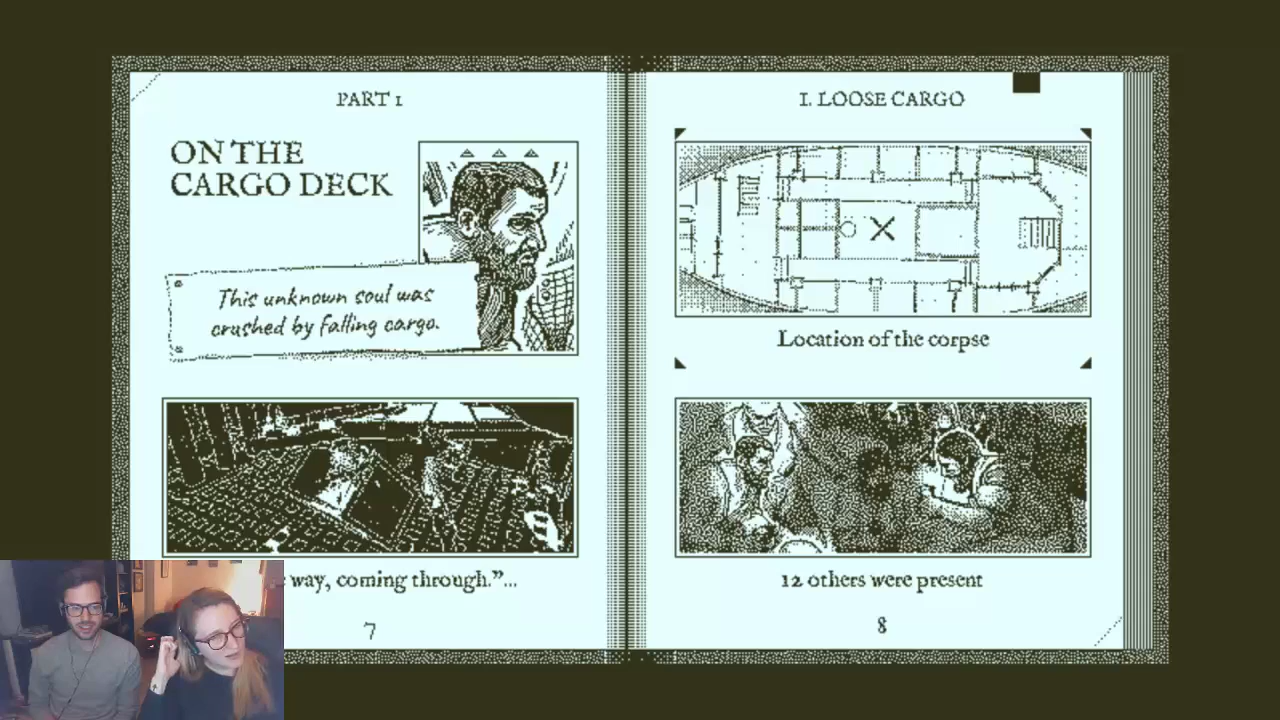 PART 1
ON THE
CARGO DECK
This unknown soul was
crushed by falling cargo.
way, coming through."...
7
I. LOOSE CARGO
Location of the corpse
12 others were present
8